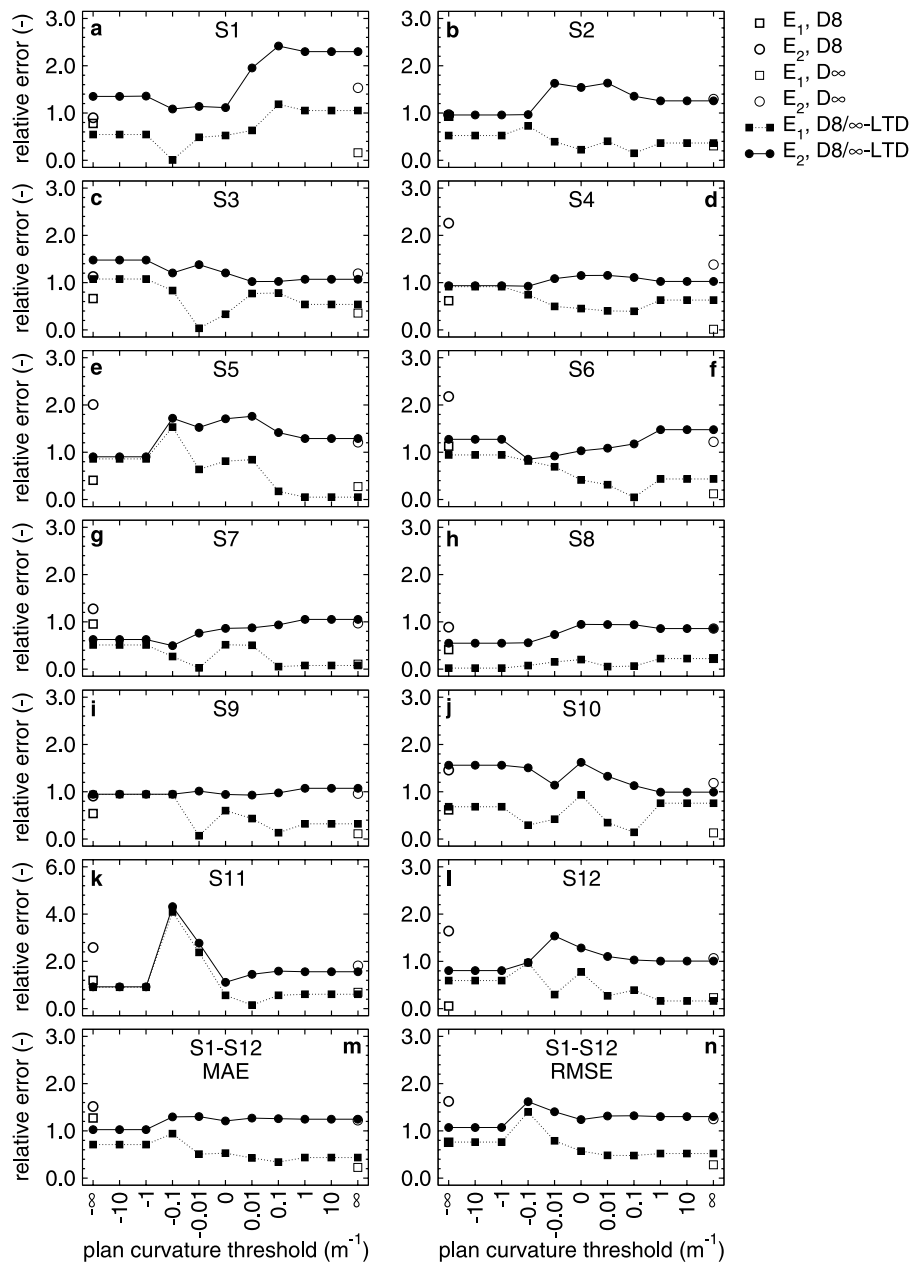 a S1
relative error (-)
3.0
2.0
1.0
0.0
b S2
E1, D8
E2, D8
E1, D∞
E2, D∞
E1, D8/∞-LTD
E2, D8/∞-LTD
c S3
relative error (-)
3.0
2.0
1.0
0.0
S4 d
3.0
2.0
1.0
0.0
e S5
relative error (-)
3.0
2.0
1.0
0.0
S6 f
3.0
2.0
1.0
0.0
g S7
relative error (-)
3.0
2.0
1.0
0.0
h S8
3.0
2.0
1.0
0.0
i S9
relative error (-)
3.0
2.0
1.0
0.0
S10 j
3.0
2.0
1.0
0.0
k S11
relative error (-)
6.0
4.0
2.0
0.0
l S12
3.0
2.0
1.0
0.0
S1-S12 m
MAE
relative error (-)
3.0
2.0
1.0
0.0
S1-S12 n
RMSE
3.0
2.0
1.0
0.0
-∞ -10 -1 -0.1 -0.01 0 0.01 0.1 1 10 ∞
plan curvature threshold (m-1)
-∞ -10 -1 -0.1 -0.01 0 0.01 0.1 1 10 ∞
plan curvature threshold (m-1)